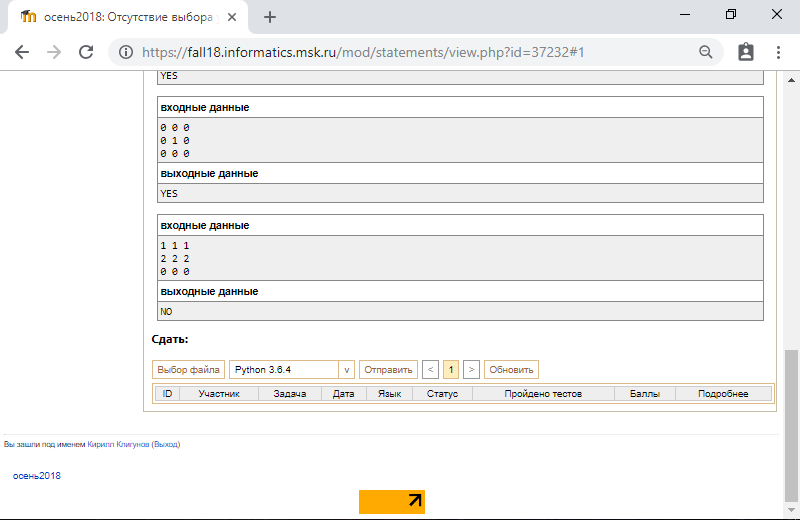 осень2018: Отсутствие выбора
https://fall18.informatics.msk.ru/mod/statements/view.php?id=37232#1
YES
входные данные
0 0 0
0 1 0
0 0 0
выходные данные
YES
входные данные
1 1 1
2 2 2
0 0 0
выходные данные
NO
Сдать:
Выбор файла Python 3.6.4 v Отправить < 1 > Обновить
ID Участник Задача Дата Язык Статус Пройдено тестов Баллы Подробнее
Вы зашли под именем Кирилл Клигунов (Выход)
осень2018